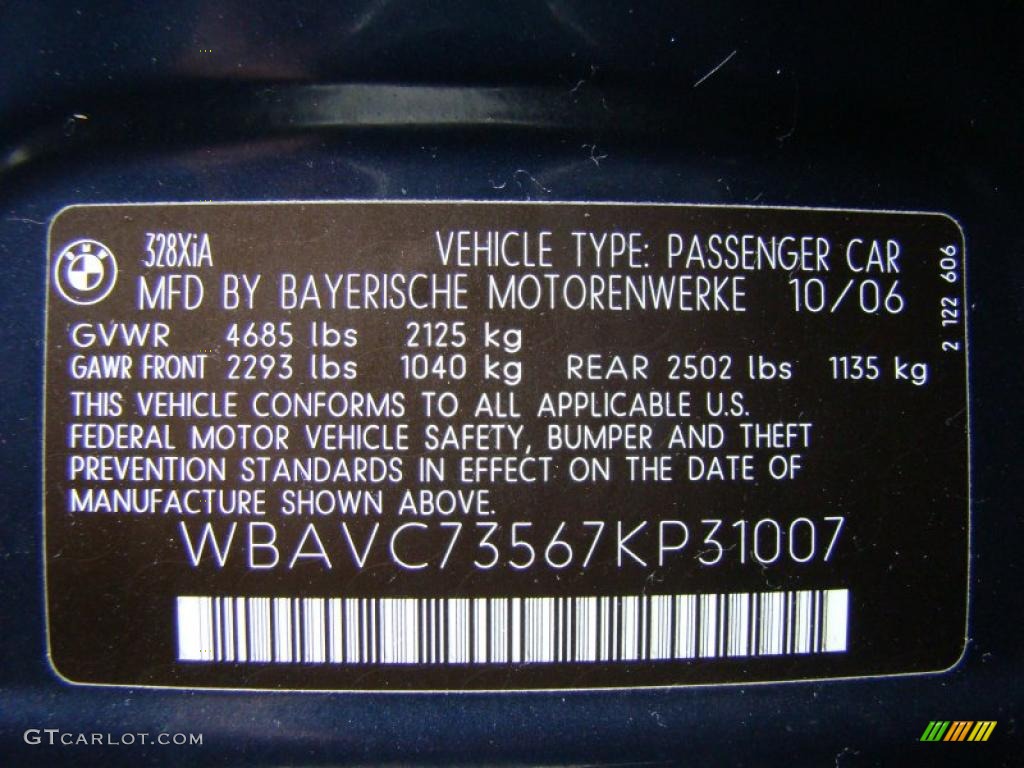 328XiA VEHICLE TYPE: PASSENGER CAR
MFD BY BAYERISCHE MOTORENWERKE 10/06
GVWR 4685 lbs 2125 kg
GAWR FRONT 2293 lbs 1040 kg REAR 2502 lbs 1135 kg
THIS VEHICLE CONFORMS TO ALL APPLICABLE U.S.
FEDERAL MOTOR VEHICLE SAFETY, BUMPER AND THEFT
PREVENTION STANDARDS IN EFFECT ON THE DATE OF
MANUFACTURE SHOWN ABOVE.
WBAVC73567KP31007
2 122 606
GTCARLOT.COM